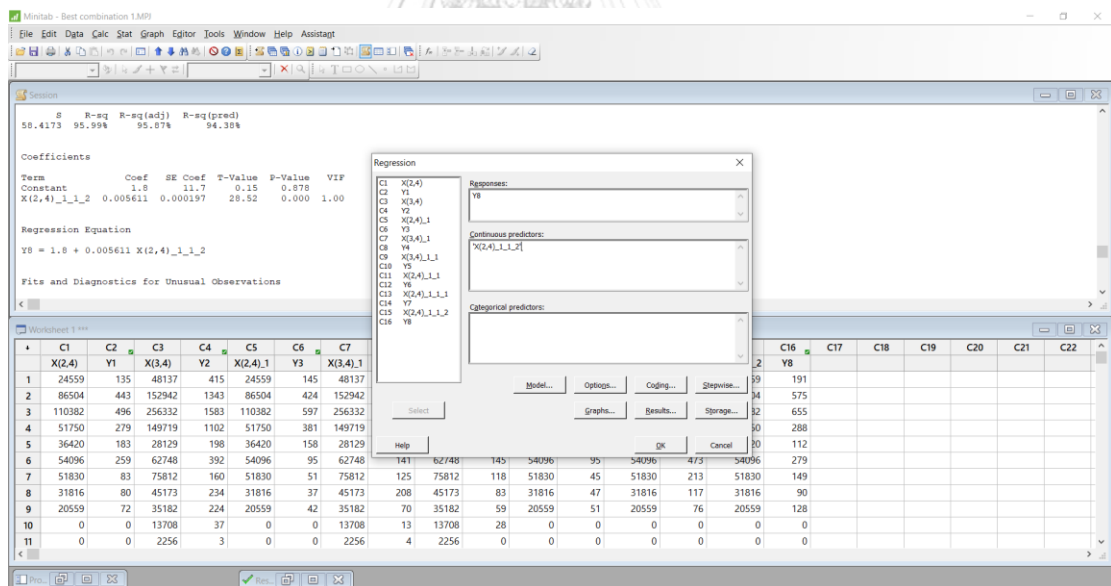 Minitab - Best combination 1.MPJ
File Edit Data Calc Stat Graph Editor Tools Window Help Assistant
Session
S R-sq R-sq(adj) R-sq(pred)
58.4173 95.99% 95.87% 94.38%
Coefficients
Term Coef SE Coef T-Value P-Value VIF
Constant 1.8 11.7 0.15 0.878
X(2,4)_1_1_2 0.005611 0.000197 28.52 0.000 1.00
Regression Equation
Y8 = 1.8 + 0.005611 X(2,4)_1_1_2
Fits and Diagnostics for Unusual Observations
Regression
C1 X(2,4)
C2 Y1
C3 X(3,4)
C4 Y2
C5 X(2,4)_1
C6 Y3
C7 X(3,4)_1
C8 Y4
C9 X(3,4)_1_1
C10 Y5
C11 X(2,4)_1_1
C12 Y6
C13 X(2,4)_1_1_1
C14 Y7
C15 X(2,4)_1_1_2
C16 Y8
Responses:
Y8
Continuous predictors:
'X(2,4)_1_1_2'
Categorical predictors:
Model... Options... Coding... Stepwise...
Select Graphs... Results... Storage...
Help OK Cancel
Worksheet 1 ***
C1 C2 C3 C4 C5 C6 C7 C16 C17 C18 C19 C20 C21 C22
X(2,4) Y1 X(3,4) Y2 X(2,4)_1 Y3 X(3,4)_1 _2 Y8
1 24559 135 48137 415 24559 145 48137 59 191
2 86504 443 152942 1343 86504 424 152942 04 575
3 110382 496 256332 1583 110382 597 256332 82 655
4 51750 279 149719 1102 51750 381 149719 50 288
5 36420 183 28129 198 36420 158 28129 20 112
6 54096 259 62748 392 54096 95 62748 141 62748 145 54096 95 54096 473 54096 279
7 51830 83 75812 160 51830 51 75812 125 75812 118 51830 45 51830 213 51830 149
8 31816 80 45173 234 31816 37 45173 208 45173 83 31816 47 31816 117 31816 90
9 20559 72 35182 224 20559 42 35182 70 35182 59 20559 51 20559 76 20559 128
10 0 0 13708 37 0 0 13708 13 13708 28 0 0 0 0 0 0
11 0 0 2256 3 0 0 2256 4 2256 0 0 0 0 0 0 0
Pro... Res...